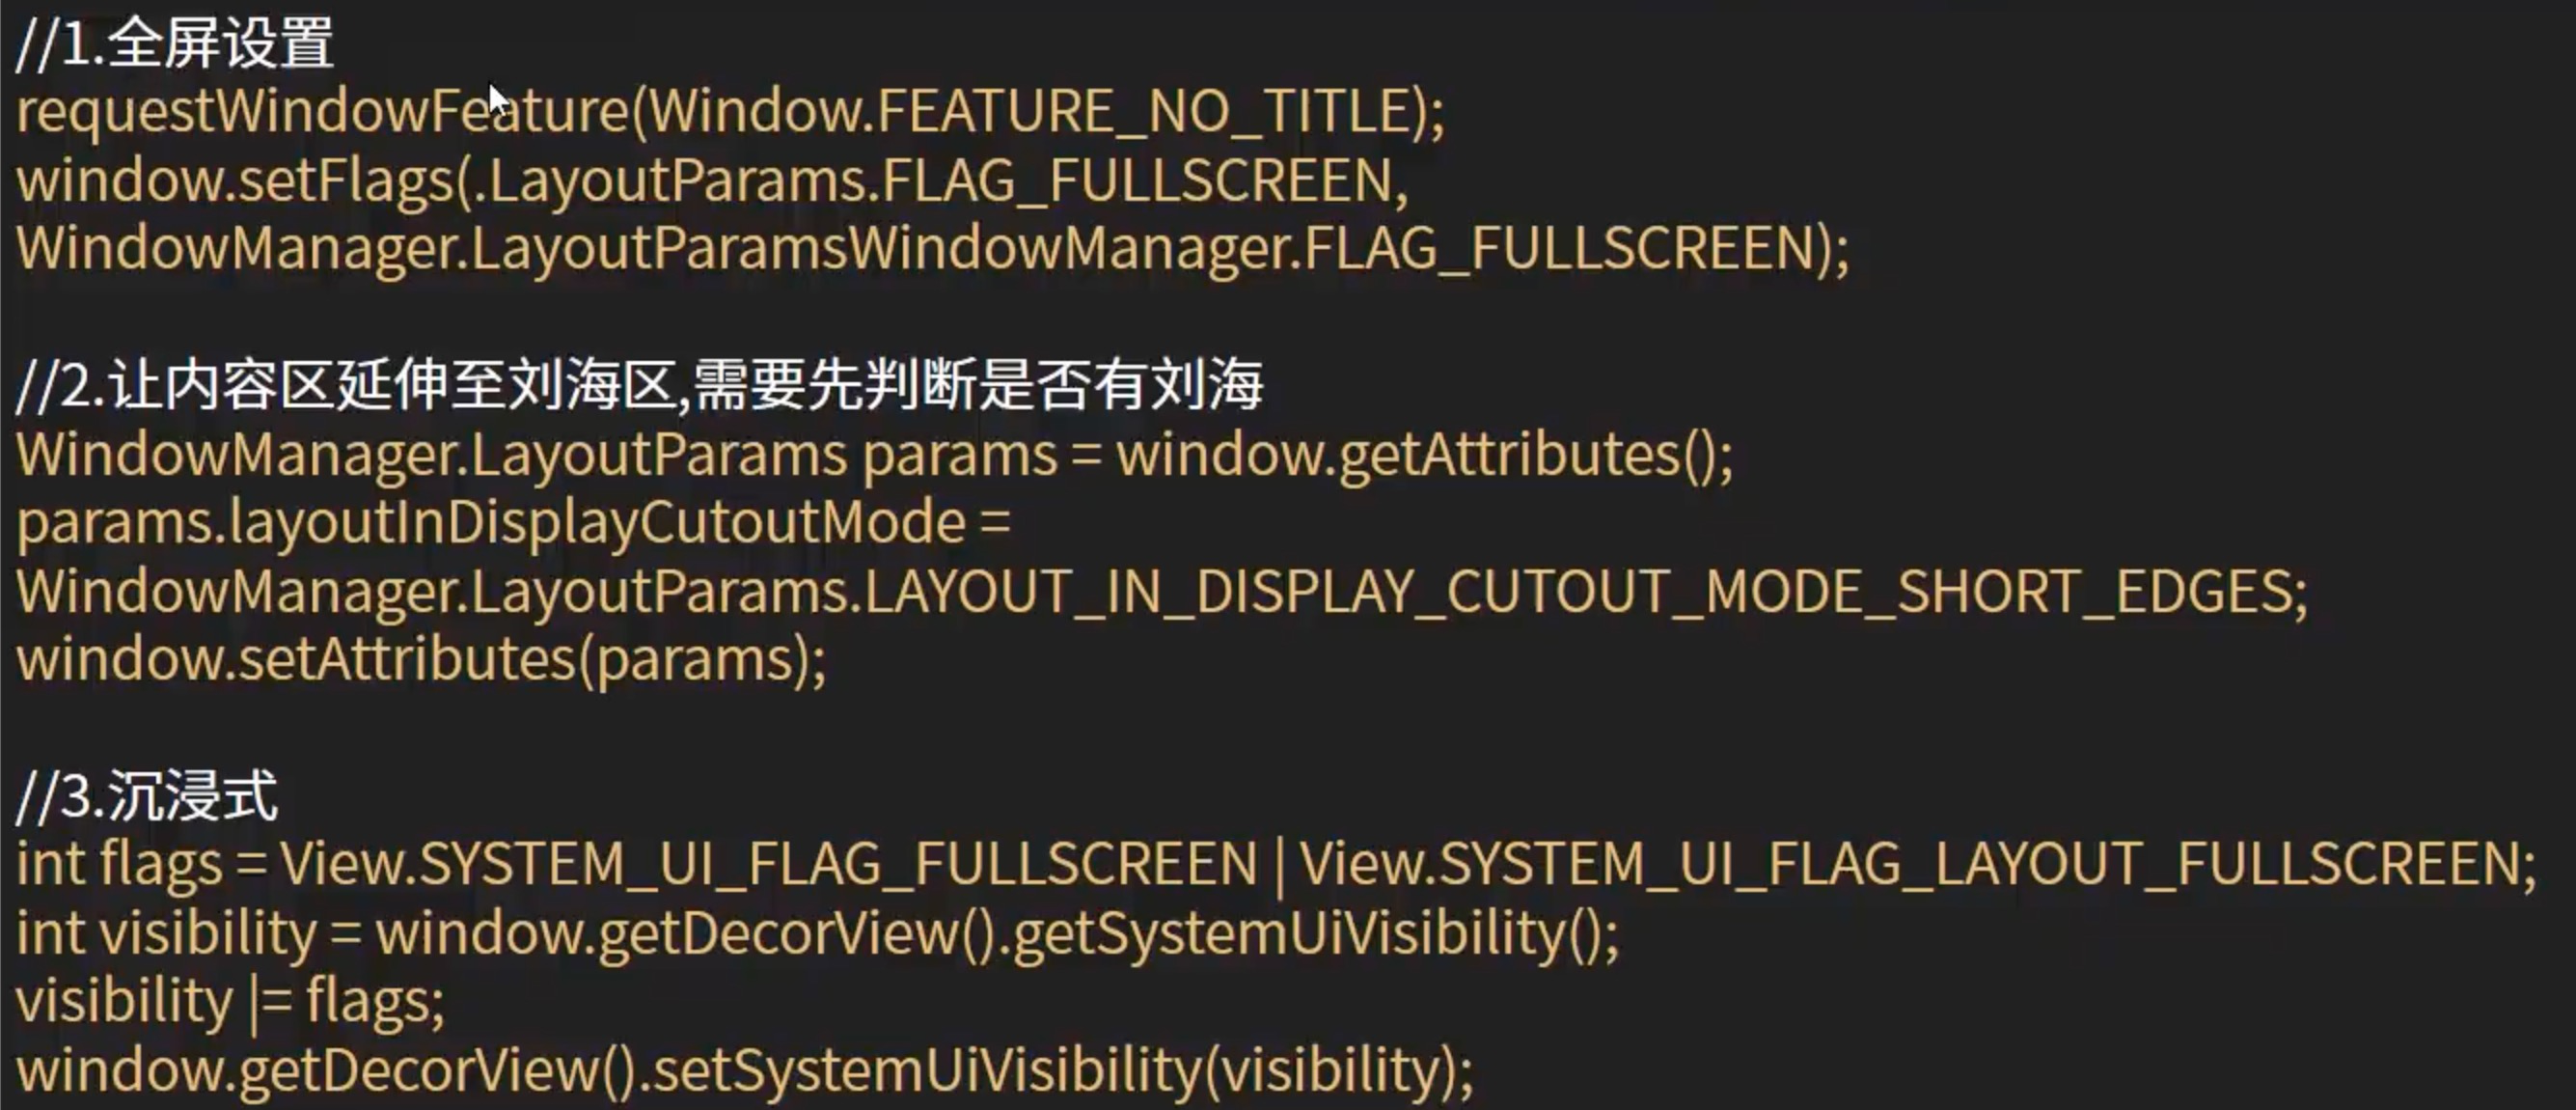 //1.全屏设置
requestWindowFeature(Window.FEATURE_NO_TITLE);
window.setFlags(.LayoutParams.FLAG_FULLSCREEN,
WindowManager.LayoutParamsWindowManager.FLAG_FULLSCREEN);
//2.让内容区延伸至刘海区,需要先判断是否有刘海
WindowManager.LayoutParams params = window.getAttributes();
params.layoutInDisplayCutoutMode =
WindowManager.LayoutParams.LAYOUT_IN_DISPLAY_CUTOUT_MODE_SHORT_EDGES;
window.setAttributes(params);
//3.沉浸式
int flags = View.SYSTEM_UI_FLAG_FULLSCREEN | View.SYSTEM_UI_FLAG_LAYOUT_FULLSCREEN;
int visibility = window.getDecorView().getSystemUiVisibility();
visibility |= flags;
window.getDecorView().setSystemUiVisibility(visibility);